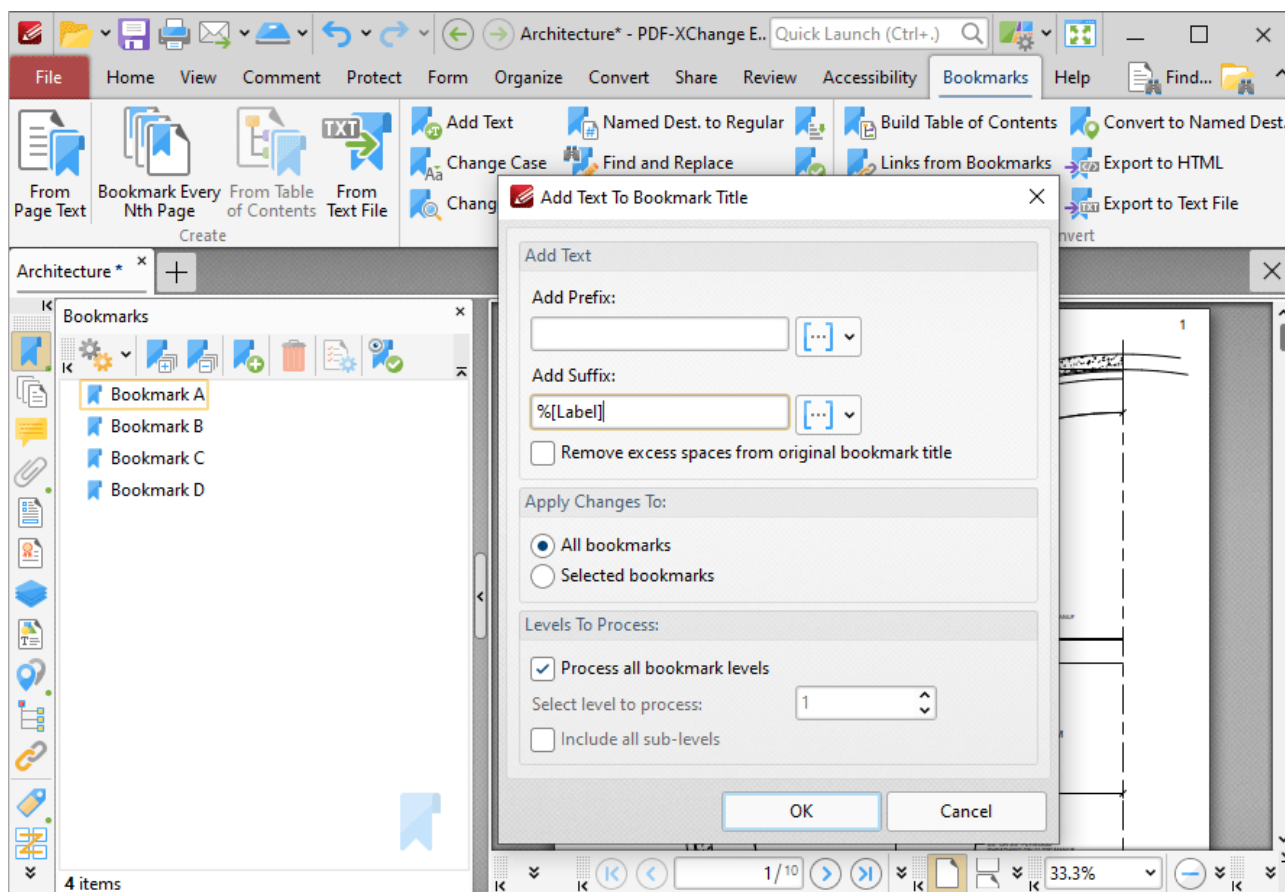 Architecture* - PDF-XChange E..
Quick Launch (Ctrl+.)
File Home View Comment Protect Form Organize Convert Share Review Accessibility Bookmarks Help Find...
From Page Text
Bookmark Every Nth Page
From Table of Contents
TXT
From Text File
Create
Add Text
Change Case
Chang
Named Dest. to Regular
Find and Replace
Build Table of Contents
Links from Bookmarks
Convert to Named Dest.
Export to HTML
Export to Text File
nvert
Architecture *
Bookmarks
Bookmark A
Bookmark B
Bookmark C
Bookmark D
4 items
Add Text To Bookmark Title
Add Text
Add Prefix:
Add Suffix:
%[Label]
Remove excess spaces from original bookmark title
Apply Changes To:
All bookmarks
Selected bookmarks
Levels To Process:
Process all bookmark levels
Select level to process: 1
Include all sub-levels
OK Cancel
1
1/10
33.3%